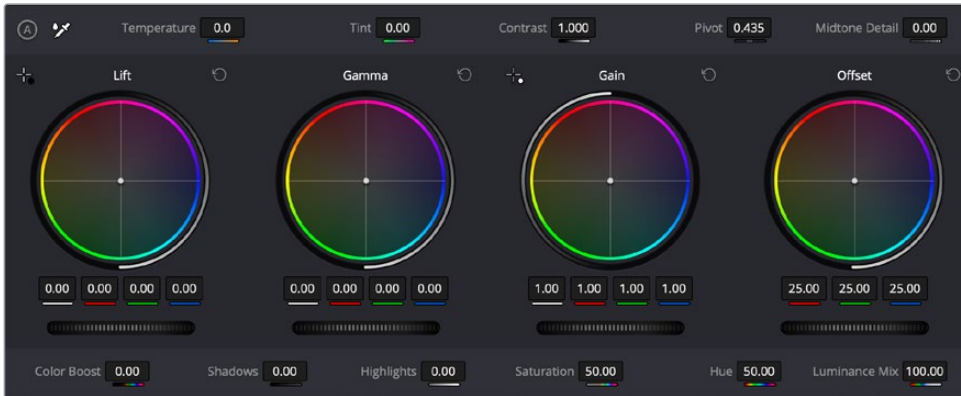 A Temperature 0.0 Tint 0.00 Contrast 1.000 Pivot 0.435 Midtone Detail 0.00
Lift Gamma Gain Offset
0.00 0.00 0.00 0.00 0.00 0.00 0.00 0.00 1.00 1.00 1.00 1.00 25.00 25.00 25.00
Color Boost 0.00 Shadows 0.00 Highlights 0.00 Saturation 50.00 Hue 50.00 Luminance Mix 100.00